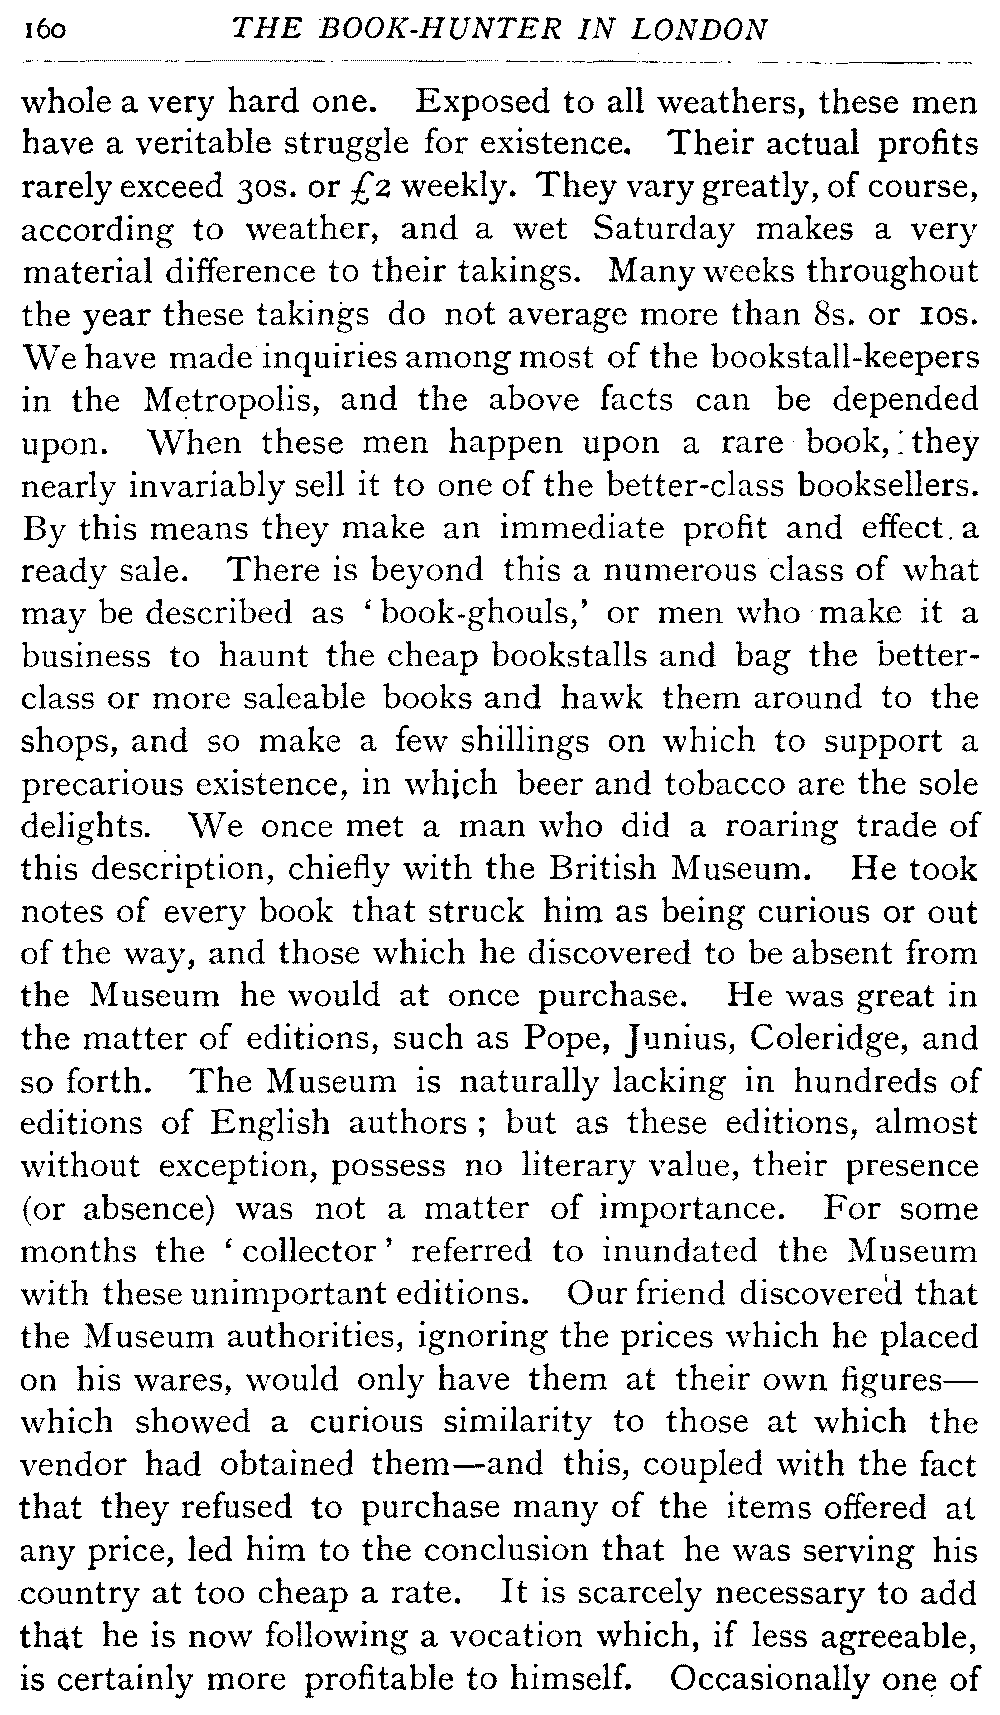 160 THE BOOK-HUNTER IN LONDON
whole a very hard one. Exposed to all weathers, these men
have a veritable struggle for existence. Their actual profits
rarely exceed 30s. or £2 weekly. They vary greatly, of course,
according to weather, and a wet Saturday makes a very
material difference to their takings. Many weeks throughout
the year these takings do not average more than 8s. or 10s.
We have made inquiries among most of the bookstall-keepers
in the Metropolis, and the above facts can be depended
upon. When these men happen upon a rare book, they
nearly invariably sell it to one of the better-class booksellers.
By this means they make an immediate profit and effect a
ready sale. There is beyond this a numerous class of what
may be described as ‘book-ghouls,’ or men who make it a
business to haunt the cheap bookstalls and bag the better-
class or more saleable books and hawk them around to the
shops, and so make a few shillings on which to support a
precarious existence, in which beer and tobacco are the sole
delights. We once met a man who did a roaring trade of
this description, chiefly with the British Museum. He took
notes of every book that struck him as being curious or out
of the way, and those which he discovered to be absent from
the Museum he would at once purchase. He was great in
the matter of editions, such as Pope, Junius, Coleridge, and
so forth. The Museum is naturally lacking in hundreds of
editions of English authors; but as these editions, almost
without exception, possess no literary value, their presence
(or absence) was not a matter of importance. For some
months the ‘collector’ referred to inundated the Museum
with these unimportant editions. Our friend discovered that
the Museum authorities, ignoring the prices which he placed
on his wares, would only have them at their own figures—
which showed a curious similarity to those at which the
vendor had obtained them—and this, coupled with the fact
that they refused to purchase many of the items offered at
any price, led him to the conclusion that he was serving his
country at too cheap a rate. It is scarcely necessary to add
that he is now following a vocation which, if less agreeable,
is certainly more profitable to himself. Occasionally one of